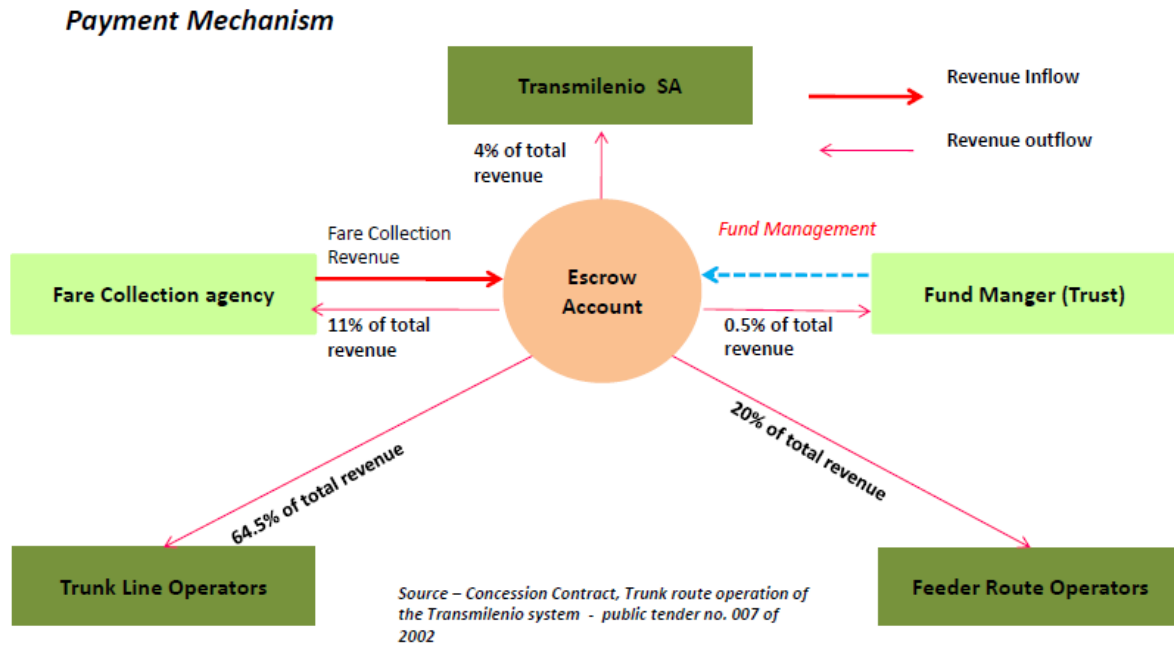 Payment Mechanism
Transmilenio SA
Revenue Inflow
Revenue outflow
4% of total
revenue
Fare Collection
Revenue
Fund Management
Fare Collection agency
Escrow
Account
Fund Manger (Trust)
11% of total
revenue
0.5% of total
revenue
64.5% of total revenue
20% of total revenue
Trunk Line Operators
Feeder Route Operators
Source – Concession Contract, Trunk route operation of
the Transmilenio system - public tender no. 007 of
2002